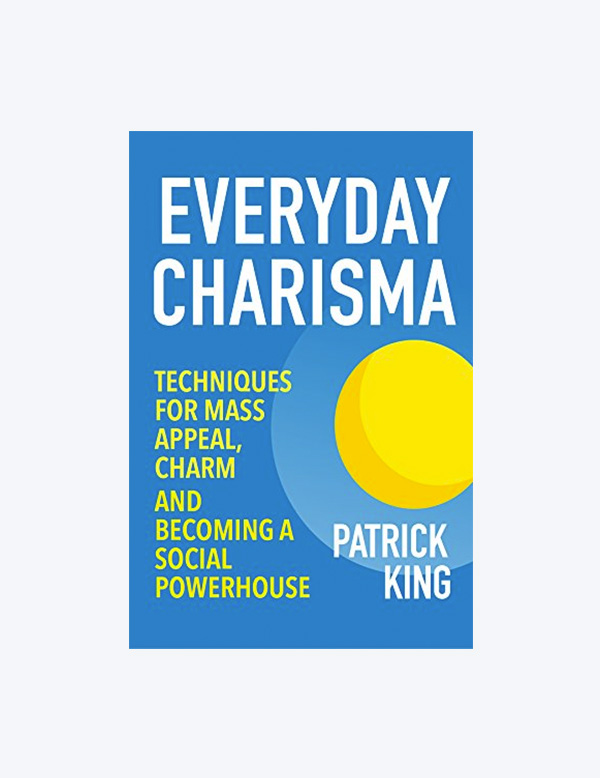 EVERYDAY
CHARISMA
TECHNIQUES
FOR MASS
APPEAL,
CHARM
AND
BECOMING A
SOCIAL
POWERHOUSE
PATRICK
KING